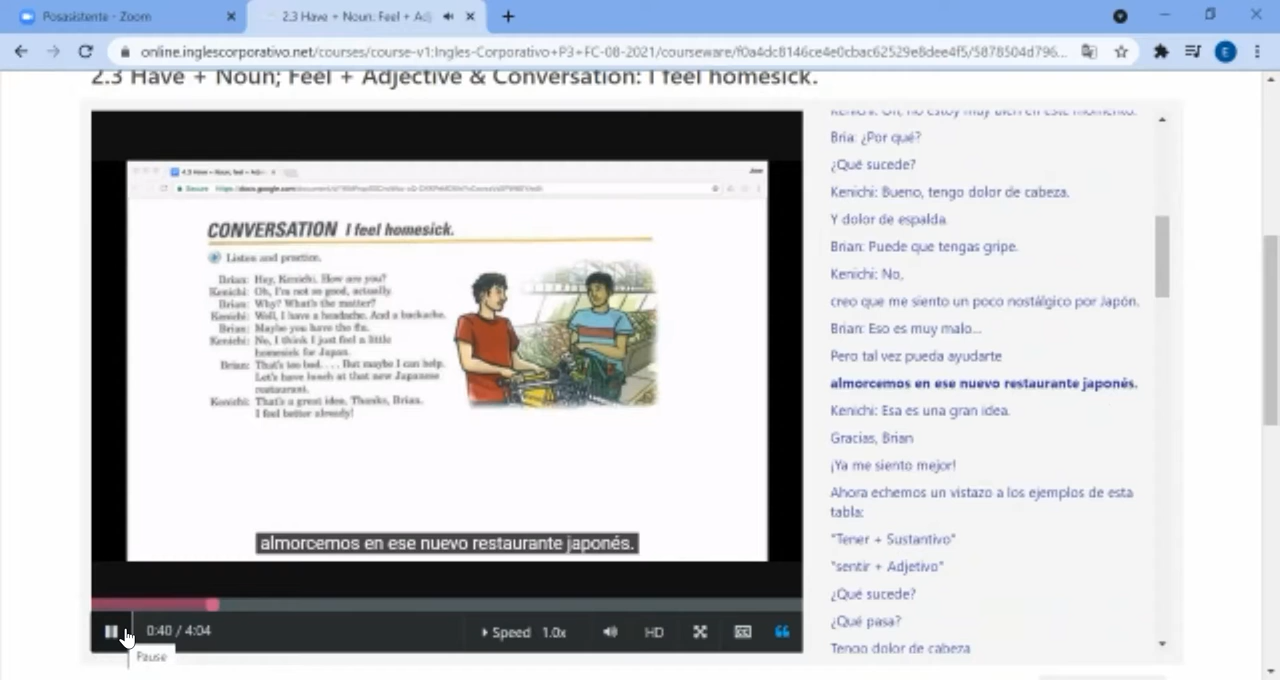 Posasistente - Zoom
2.3 Have + Noun; Feel + Adj
online.inglescorporativo.net/courses/course-v1:Ingles-Corporativo+P3+FC-08-2021/courseware/f0a4dc8146ce4e0cbac62529e8dee4f5/5878504d796...
E
2.3 Have + Noun; Feel + Adjective & Conversation: I feel homesick.
Secure
CONVERSATION I feel homesick.
Listen and practice.
Brian: Hey, Kenichi. How are you?
Kenichi: Oh, I'm not so good, actually.
Brian: Why? What's the matter?
Kenichi: Well, I have a headache. And a backache.
Brian: Maybe you have the flu.
Kenichi: No, I think I just feel a little
homesick for Japan.
Brian: That's too bad. . . . But maybe I can help.
Let's have lunch at that new Japanese
restaurant.
Kenichi: That's a great idea. Thanks, Brian.
I feel better already!
almorcemos en ese nuevo restaurante japonés.
0:40 / 4:04
Speed 1.0x
HD
Pause
Kenichi: Oh, no estoy muy bien en este momento.
Bria: ¿Por qué?
¿Qué sucede?
Kenichi: Bueno, tengo dolor de cabeza.
Y dolor de espalda.
Brian: Puede que tengas gripe.
Kenichi: No,
creo que me siento un poco nostálgico por Japón.
Brian: Eso es muy malo...
Pero tal vez pueda ayudarte
almorcemos en ese nuevo restaurante japonés.
Kenichi: Esa es una gran idea.
Gracias, Brian
¡Ya me siento mejor!
Ahora echemos un vistazo a los ejemplos de esta
tabla:
"Tener + Sustantivo"
"sentir + Adjetivo"
¿Qué sucede?
¿Qué pasa?
Tengo dolor de cabeza